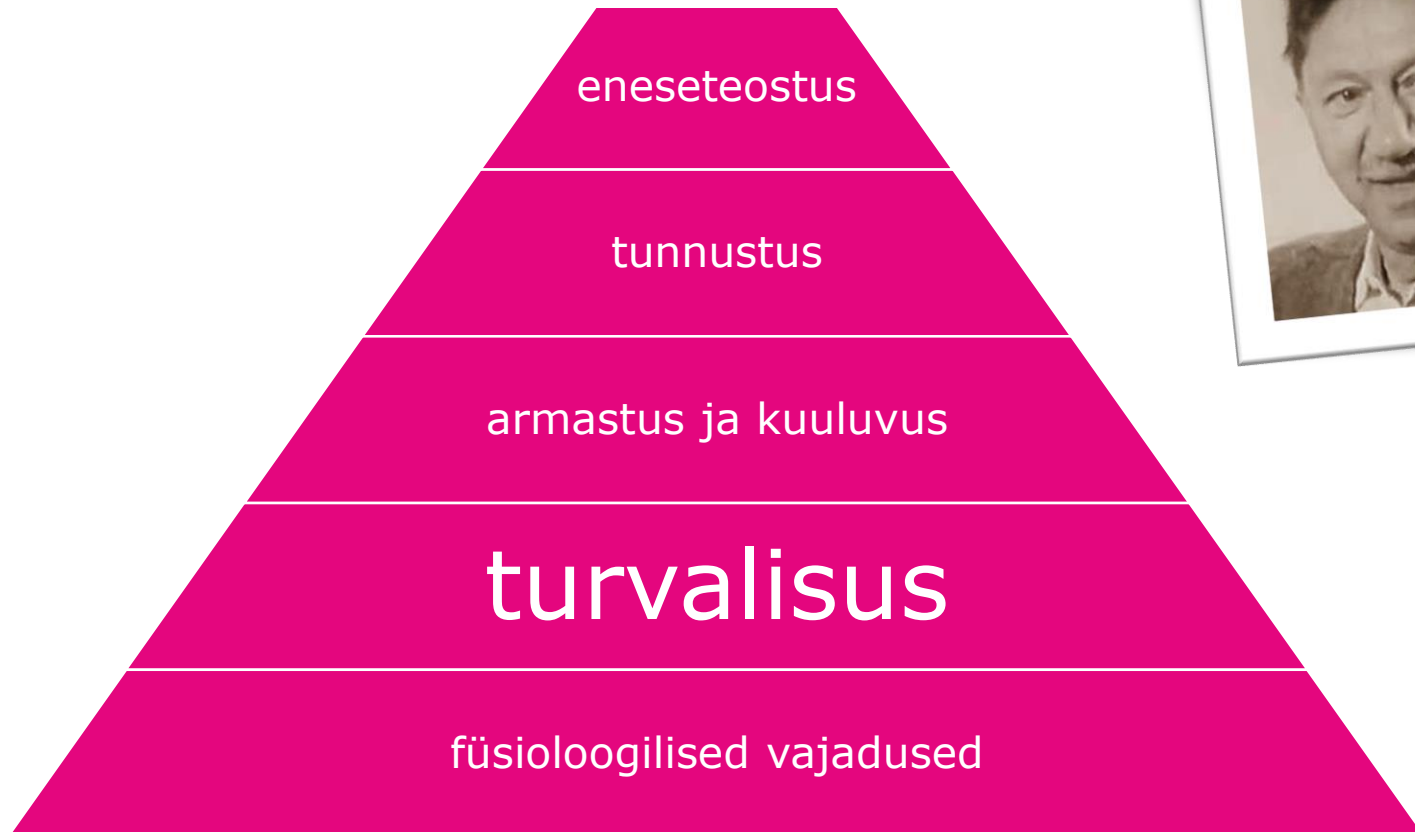 eneseteostus
tunnustus
armastus ja kuuluvus
turvalisus
füsioloogilised vajadused